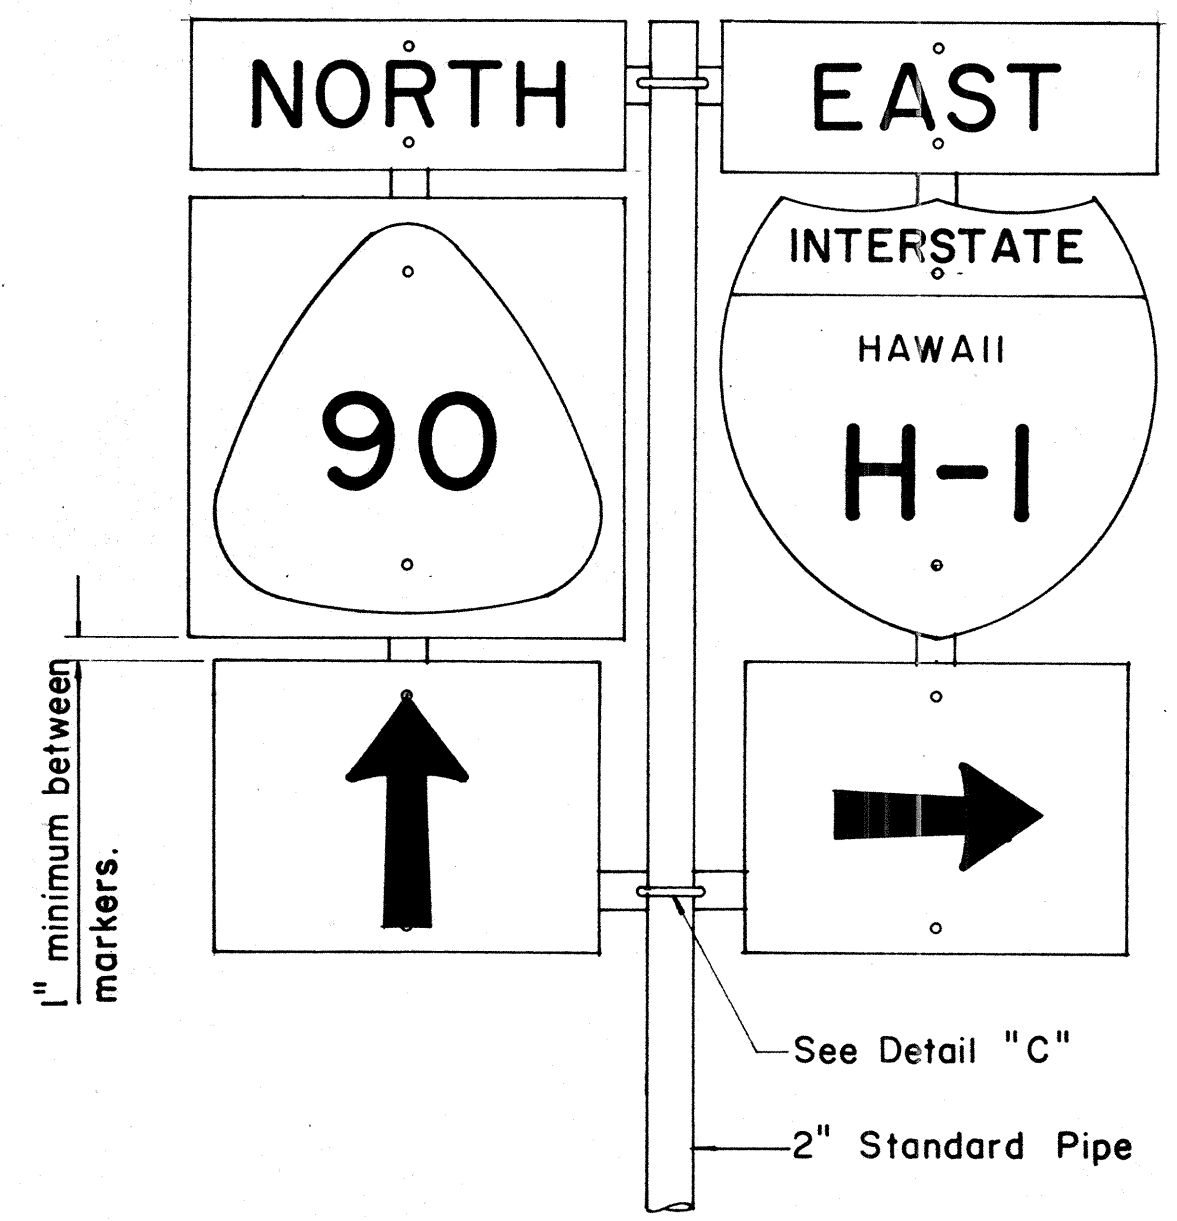 NORTH
EAST
INTERSTATE
HAWAII
90
H-1
1" minimum between
markers.
See Detail "C"
2" Standard Pipe